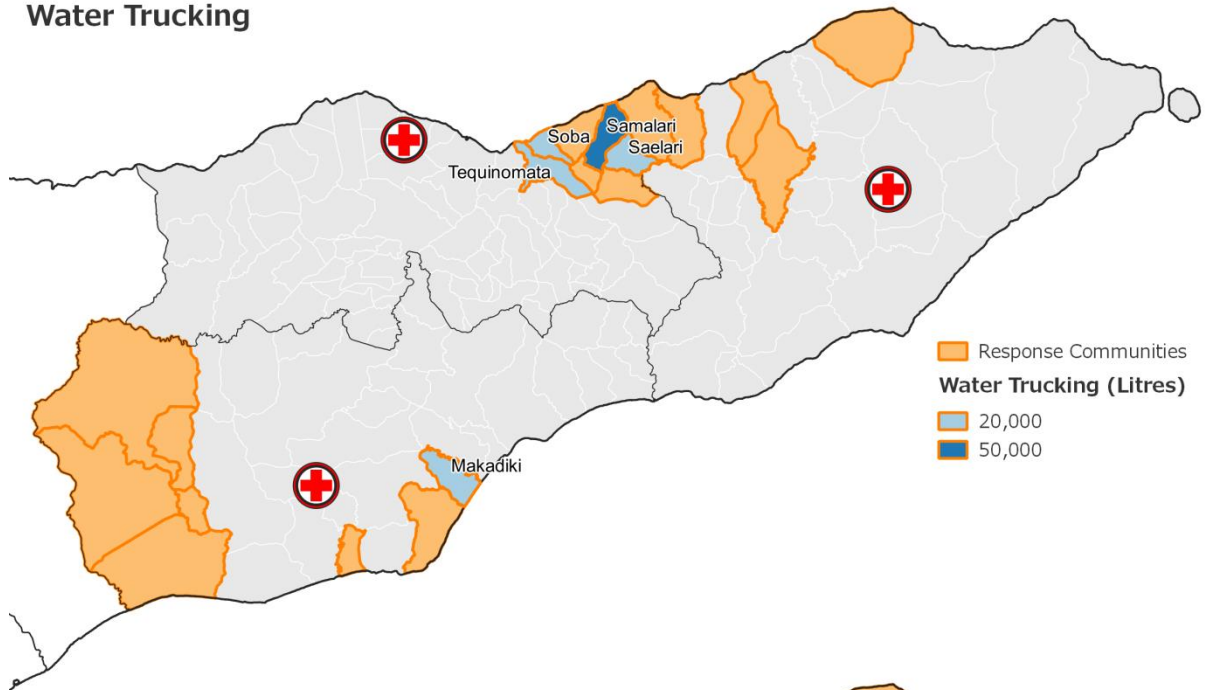 Water Trucking
Soba
Samalari
Saelari
Tequinomata
Response Communities
Water Trucking (Litres)
20,000
50,000
Makadiki